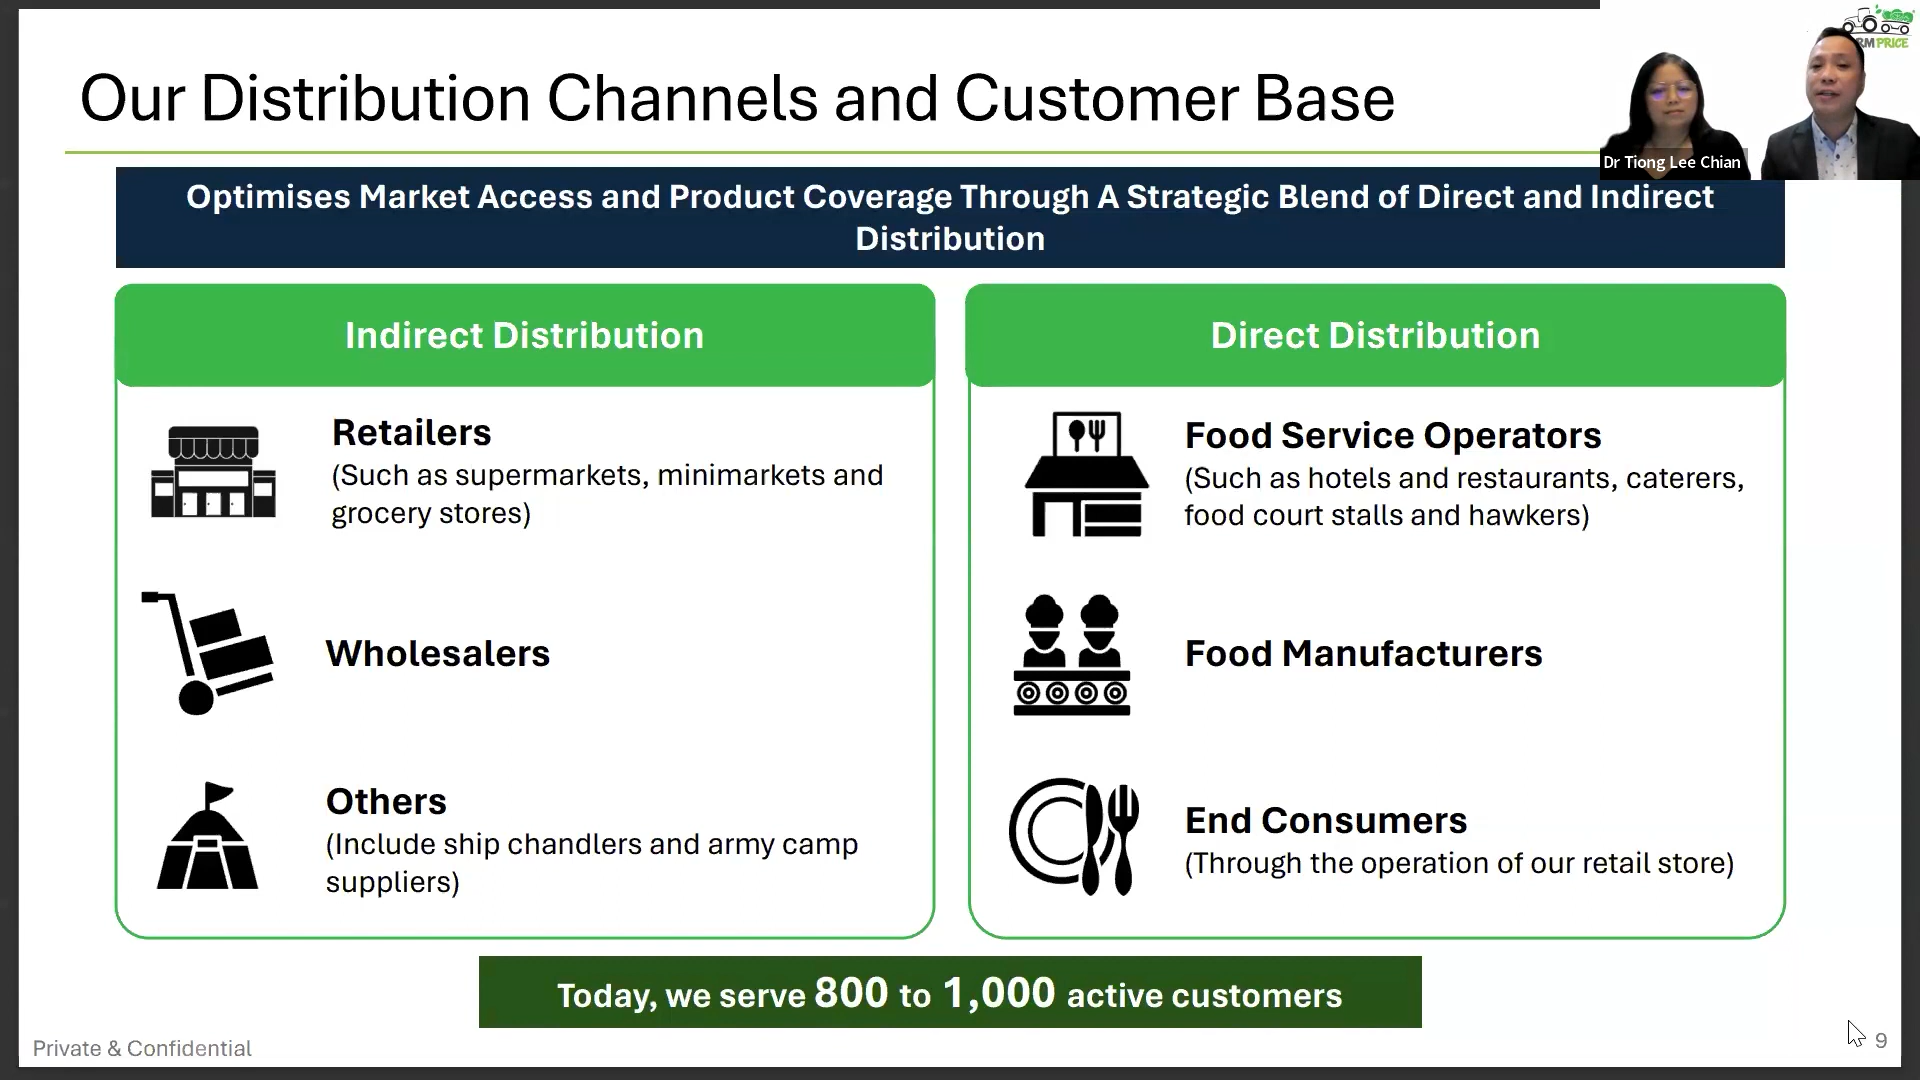 Our Distribution Channels and Customer Base
RM PRICE
Dr Tiong Lee Chian
Optimises Market Access and Product Coverage Through A Strategic Blend of Direct and Indirect
Distribution
Indirect Distribution
Retailers
(Such as supermarkets, minimarkets and
grocery stores)
Wholesalers
Others
(Include ship chandlers and army camp
suppliers)
Direct Distribution
Food Service Operators
(Such as hotels and restaurants, caterers,
food court stalls and hawkers)
Food Manufacturers
End Consumers
(Through the operation of our retail store)
Today, we serve 800 to 1,000 active customers
Private & Confidential
9